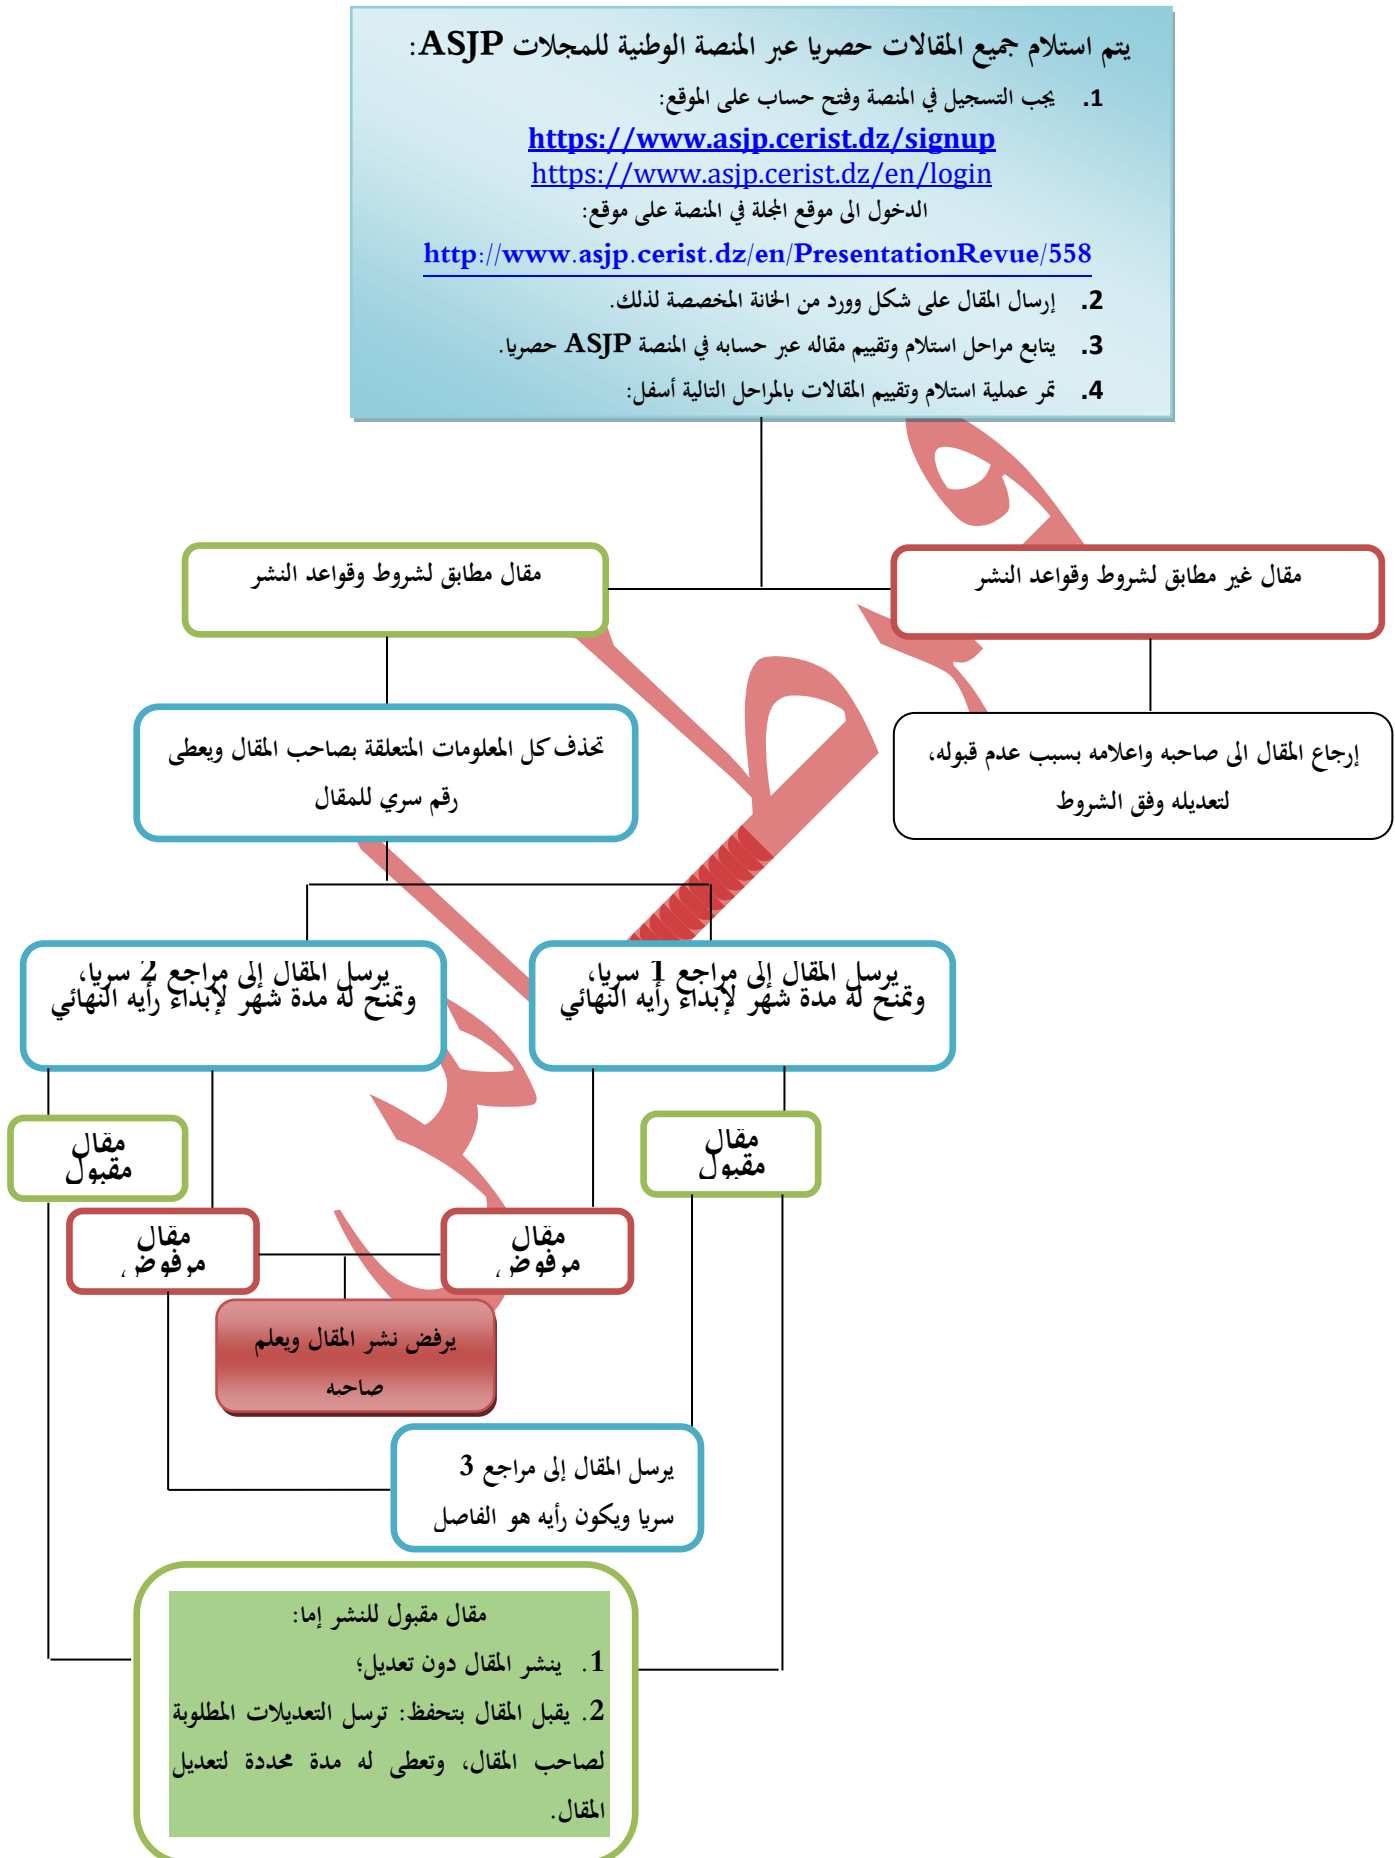 يتم استلام جميع المقالات حصريا عبر المنصة الوطنية للمجلات ASJP:
1. يجب التسجيل في المنصة وفتح حساب على الموقع:
https://www.asjp.cerist.dz/signup
https://www.asjp.cerist.dz/en/login
الدخول الى موقع المجلة في المنصة على موقع:
http://www.asjp.cerist.dz/en/PresentationRevue/558
2. إرسال المقال على شكل وورد من الخانة المخصصة لذلك.
3. يتابع مراحل استلام وتقييم مقاله عبر حسابه في المنصة ASJP حصريا.
4. تمر عملية استلام وتقييم المقالات بالمراحل التالية أسفل:
مقال غير مطابق لشروط وقواعد النشر
مقال مطابق لشروط وقواعد النشر
إرجاع المقال الى صاحبه واعلامه بسبب عدم قبوله،
لتعديله وفق الشروط
تحذف كل المعلومات المتعلقة بصاحب المقال ويعطى
رقم سري للمقال
يرسل المقال إلى مراجع 1 سريا،
وتمنح له مدة شهر لإبداء رأيه النهائي
يرسل المقال إلى مراجع 2 سريا،
وتمنح له مدة شهر لإبداء رأيه النهائي
مقال
مقبول
مقال
مقبول
مقال
مرفوض
مقال
مرفوض
يرفض نشر المقال ويعلم
صاحبه
يرسل المقال إلى مراجع 3
سريا ويكون رأيه هو الفاصل
مقال مقبول للنشر إما:
1. ينشر المقال دون تعديل؛
2. يقبل المقال بتحفظ: ترسل التعديلات المطلوبة
لصاحب المقال، وتعطى له مدة محددة لتعديل
المقال.